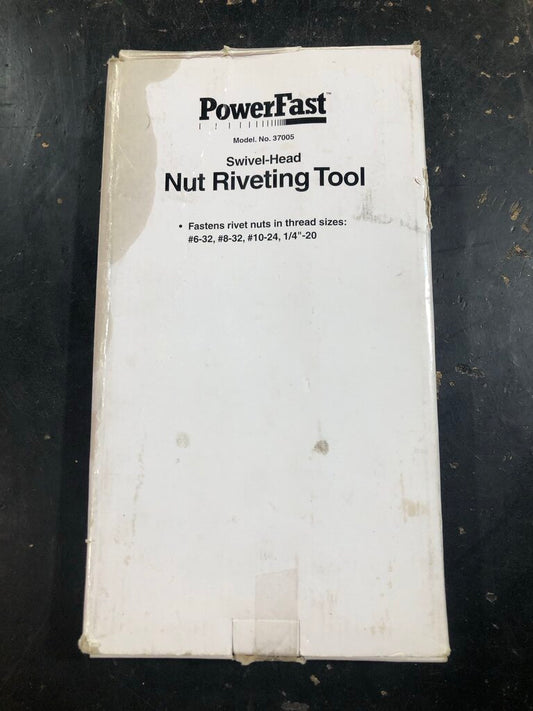 PowerFast™
Model. No. 37005
Swivel-Head
Nut Riveting Tool
• Fastens rivet nuts in thread sizes:
#6-32, #8-32, #10-24, 1/4"-20